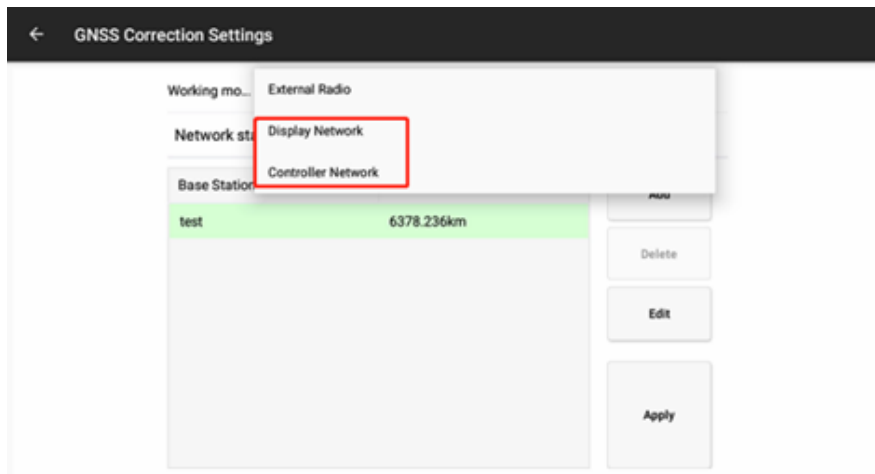 GNSS Correction Settings
Working mo...
External Radio
Network sta
Display Network
Controller Network
Base Station
Add
test 6378.236km
Delete
Edit
Apply